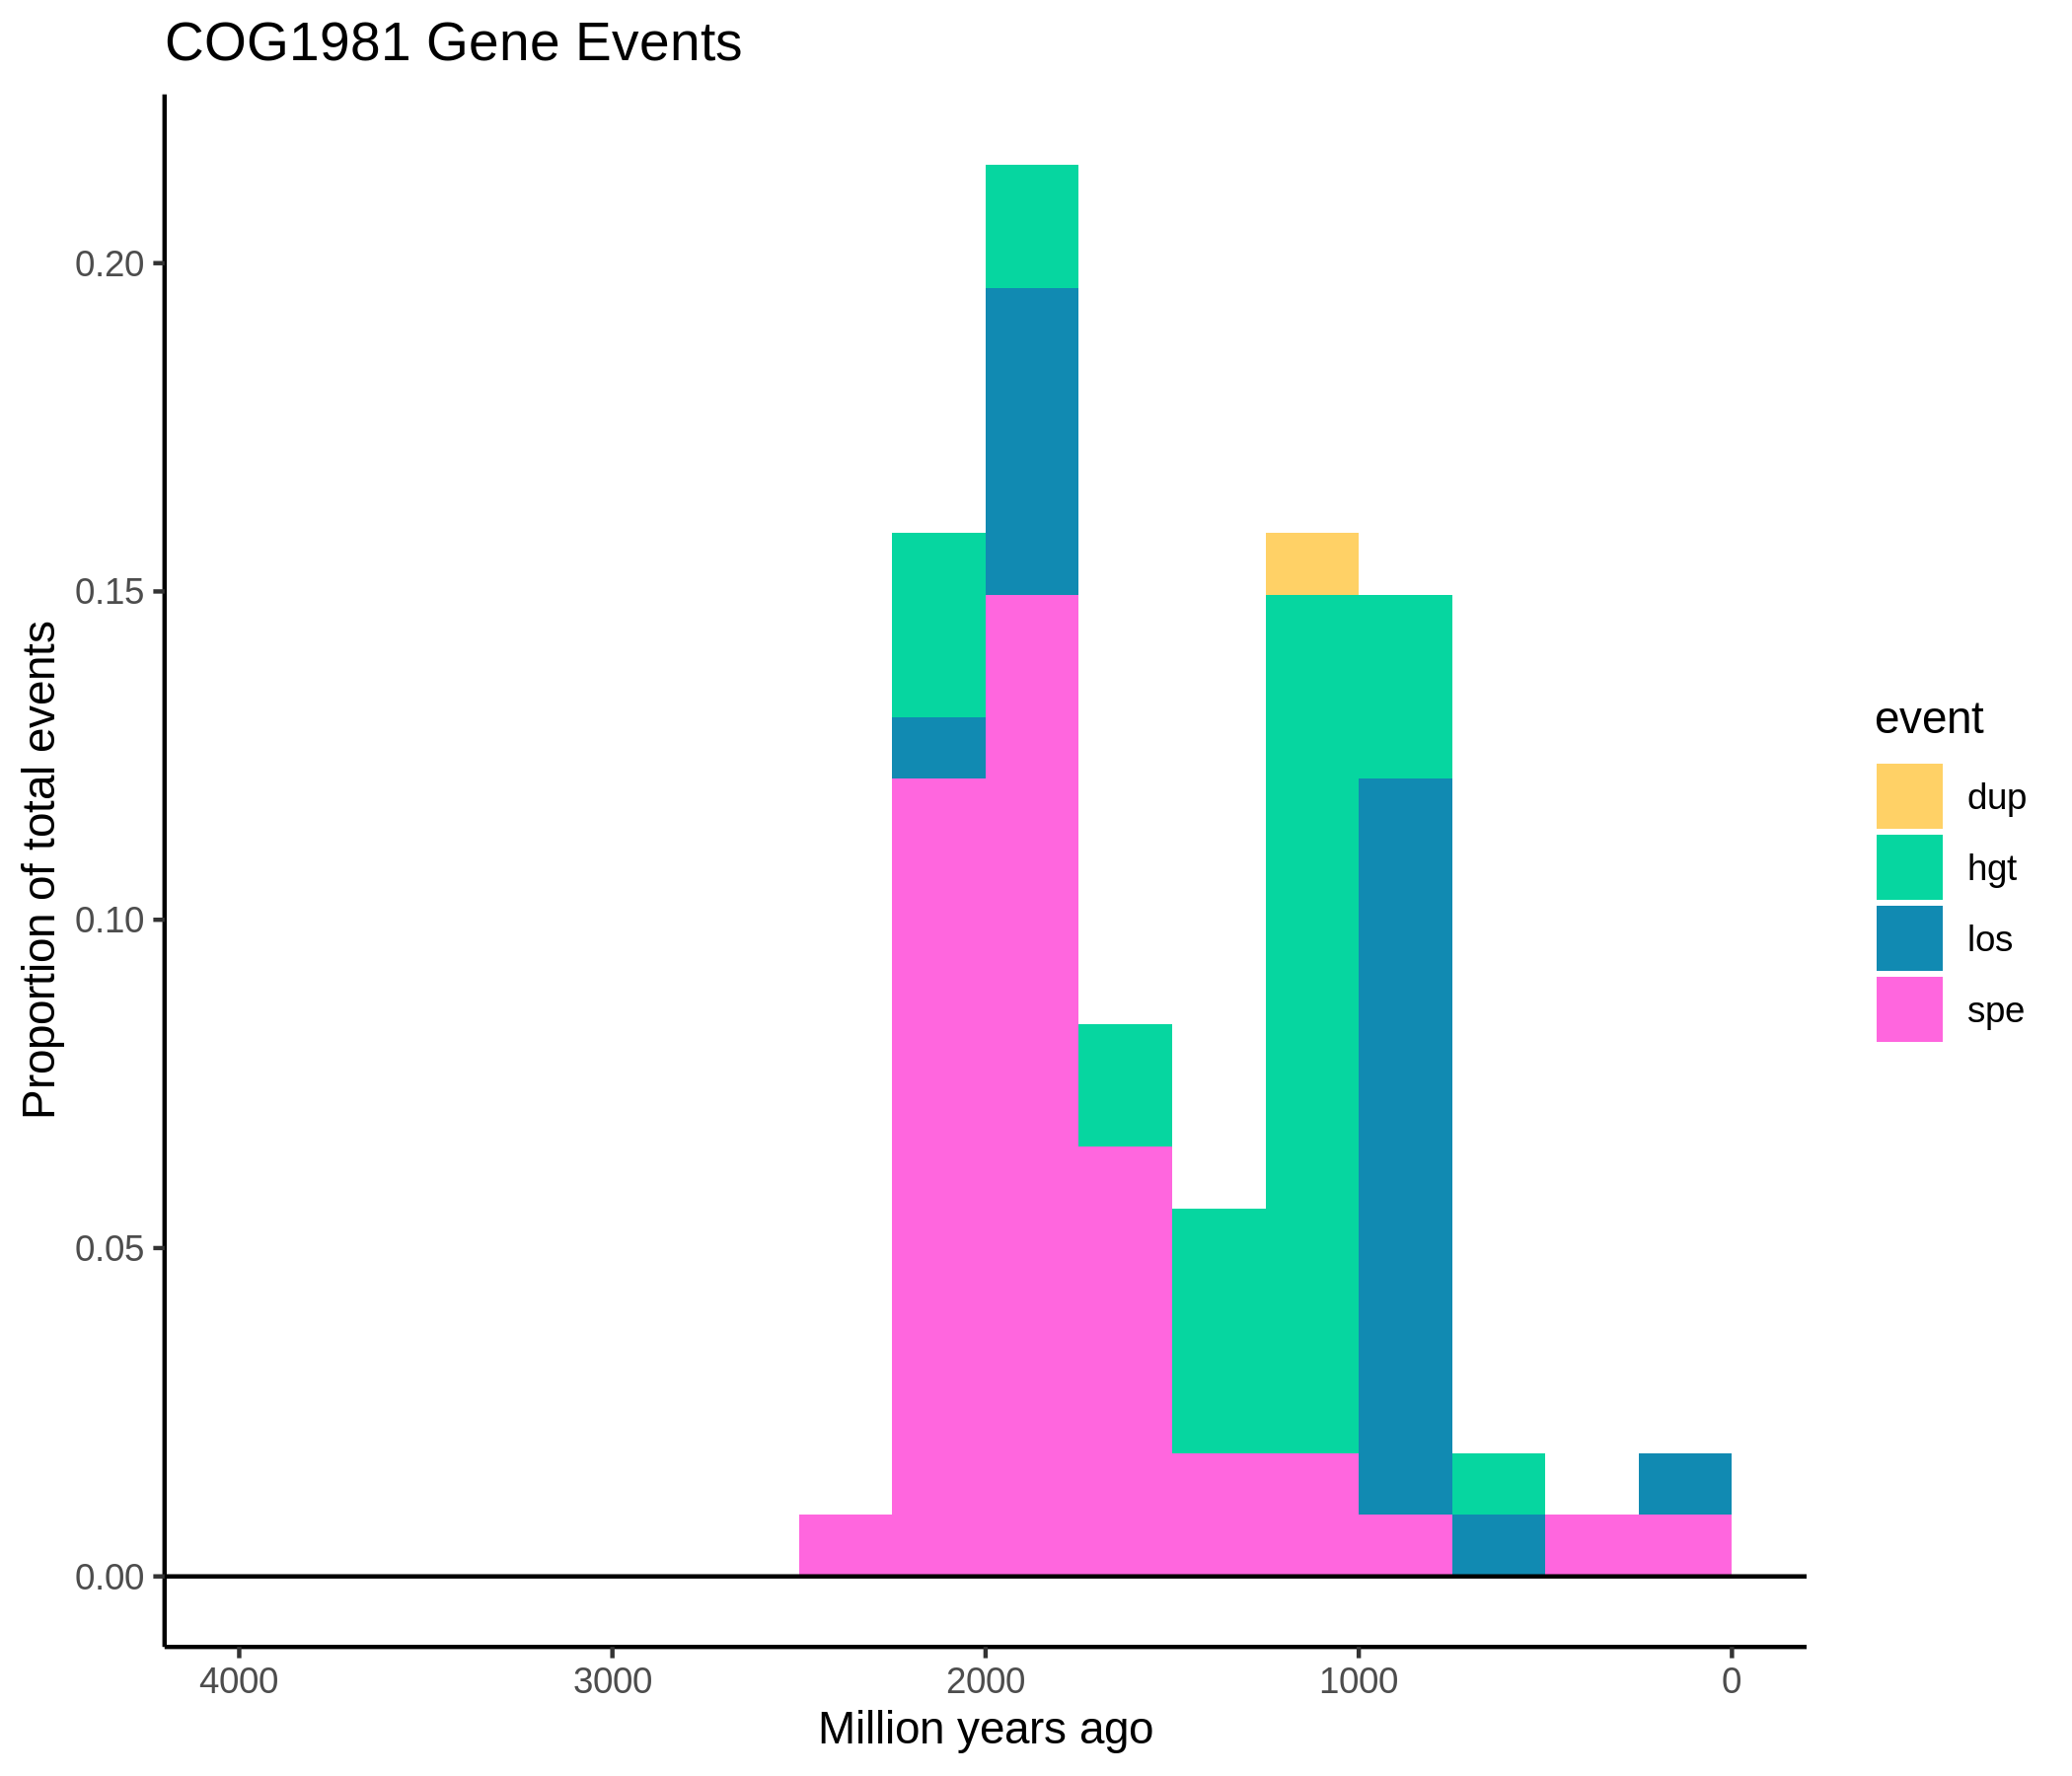 COG1981 Gene Events
Proportion of total events
0.20
0.15
0.10
0.05
0.00
4000 3000 2000 1000 0
Million years ago
event
dup
hgt
los
spe